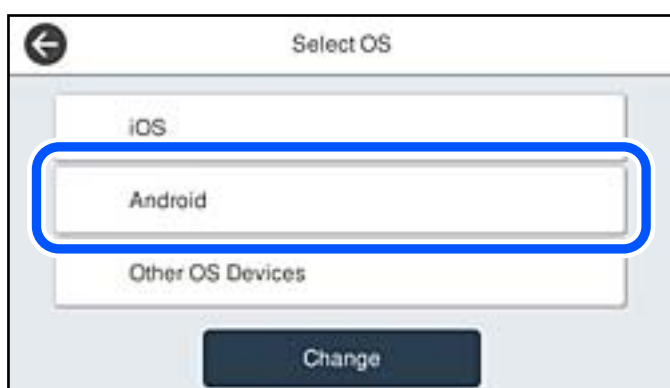 Select OS
iOS
Android
Other OS Devices
Change